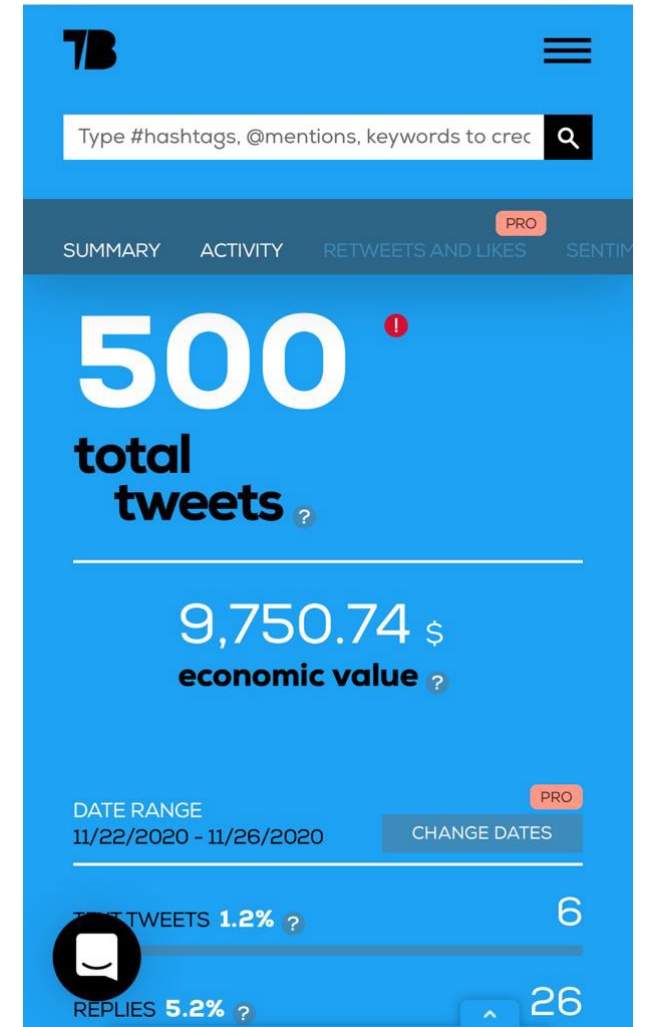 TB
Type #hashtags, @mentions, keywords to crec
PRO
SUMMARY ACTIVITY RETWEETS AND LIKES SENTIM
500 !
total
tweets ?
9,750.74 $
economic value ?
PRO
DATE RANGE
11/22/2020 - 11/26/2020 CHANGE DATES
TWEETS 1.2% ? 6
REPLIES 5.2% ? 26